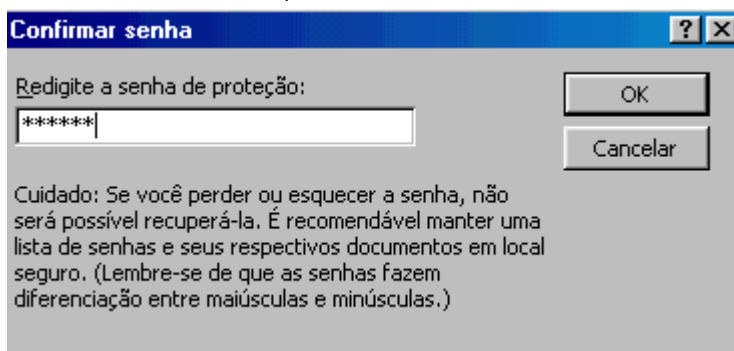 Confirmar senha
Redigite a senha de proteção:
******
OK
Cancelar
Cuidado: Se você perder ou esquecer a senha, não
será possível recuperá-la. É recomendável manter uma
lista de senhas e seus respectivos documentos em local
seguro. (Lembre-se de que as senhas fazem
diferenciação entre maiúsculas e minúsculas.)